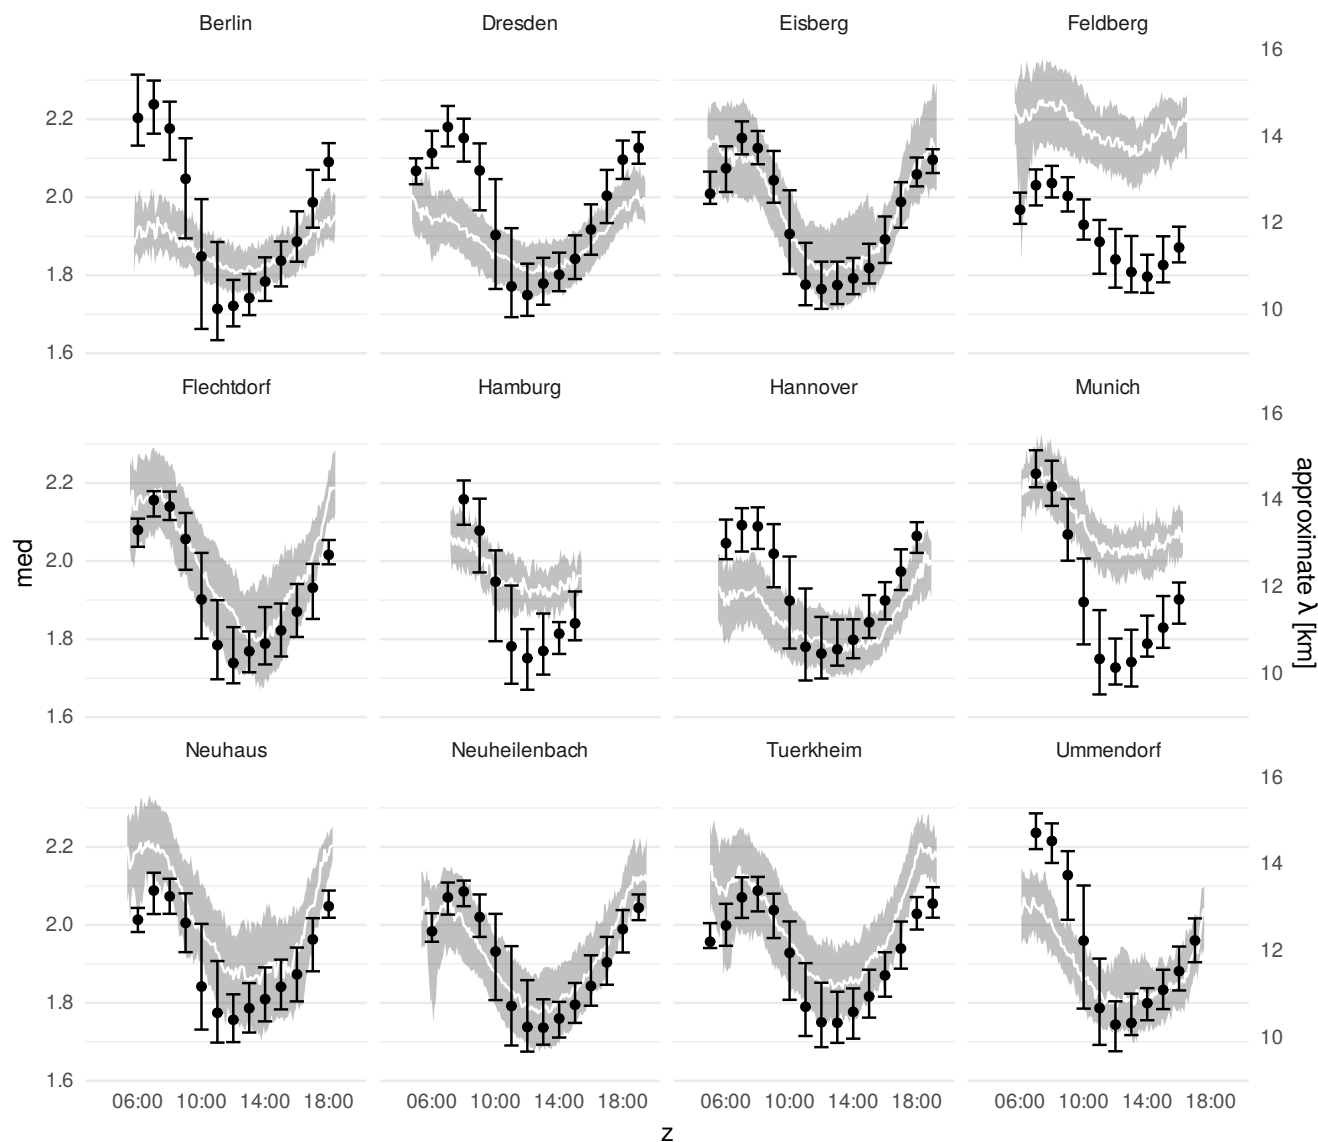 Berlin Dresden Eisberg Feldberg
16
2.2 14
2.0 12
1.8 10
1.6
Flechtdorf Hamburg Hannover Munich
16
2.2 14
2.0 12
1.8 10
1.6
med
approximate λ [km]
Neuhaus Neuheilenbach Tuerkheim Ummendorf
16
2.2 14
2.0 12
1.8 10
1.6
06:00 10:00 14:00 18:00 06:00 10:00 14:00 18:00 06:00 10:00 14:00 18:00 06:00 10:00 14:00 18:00
z